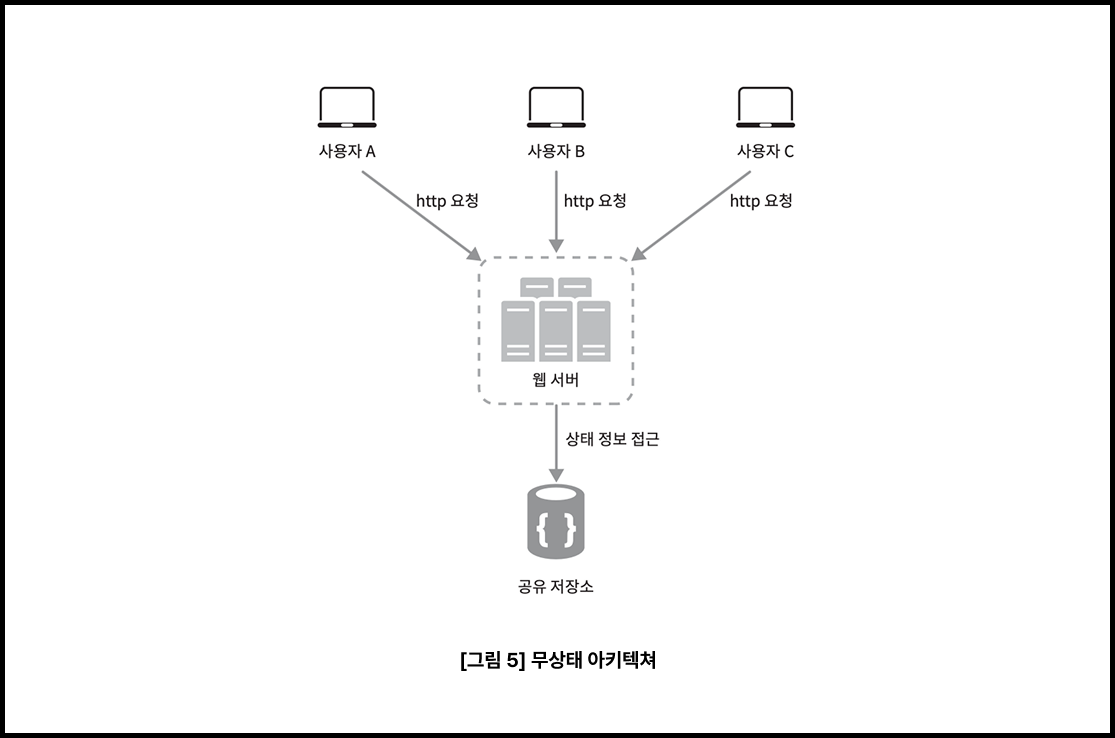 사용자 A
사용자 B
사용자 C
http 요청
http 요청
http 요청
웹 서버
상태 정보 접근
{ }
공유 저장소
[그림 5] 무상태 아키텍쳐